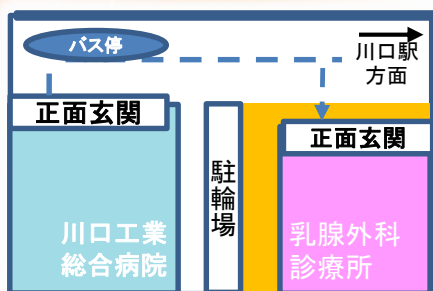 バス停
川口駅
方面
正面玄関
正面玄関
駐輪場
川口工業
総合病院
乳腺外科
診療所